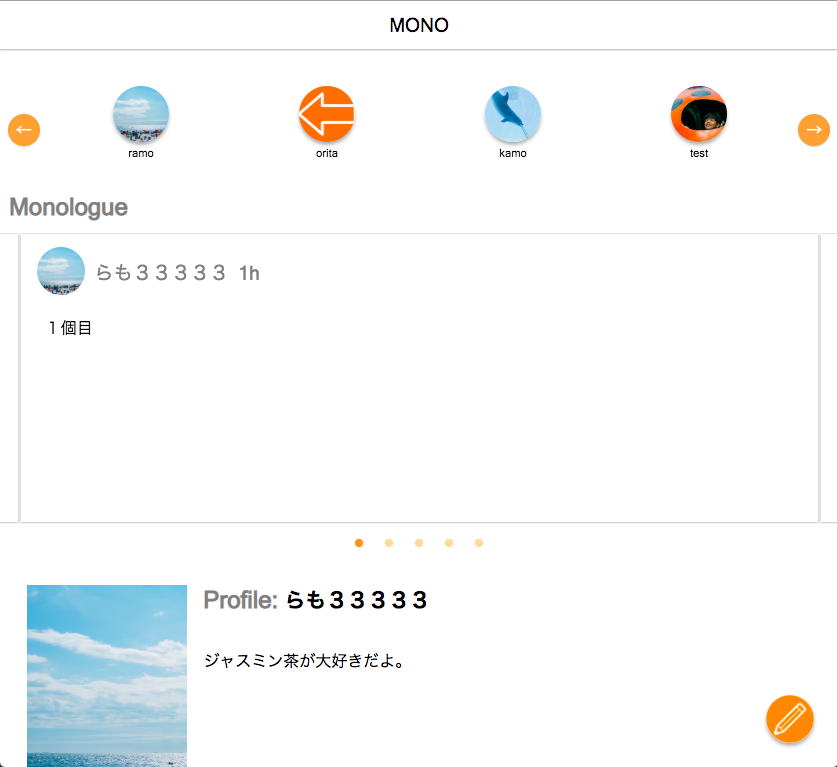 MONO
← →
ramo orita kamo test
Monologue
らも３３３３３ 1h
１個目
Profile: らも３３３３３
ジャスミン茶が大好きだよ。